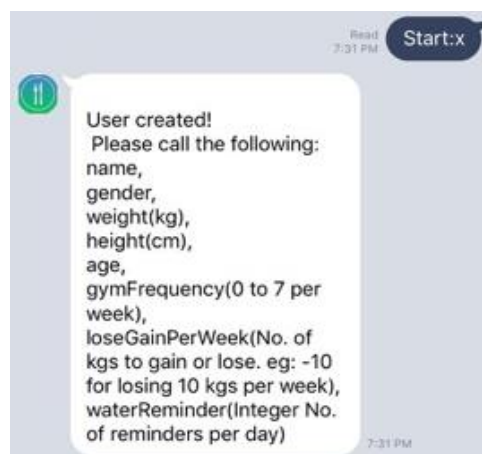 Read
7:31 PM
Start:x
User created!
Please call the following:
name,
gender,
weight(kg),
height(cm),
age,
gymFrequency(0 to 7 per
week),
loseGainPerWeek(No. of
kgs to gain or lose. eg: -10
for losing 10 kgs per week),
waterReminder(Integer No.
of reminders per day)
7:31 PM